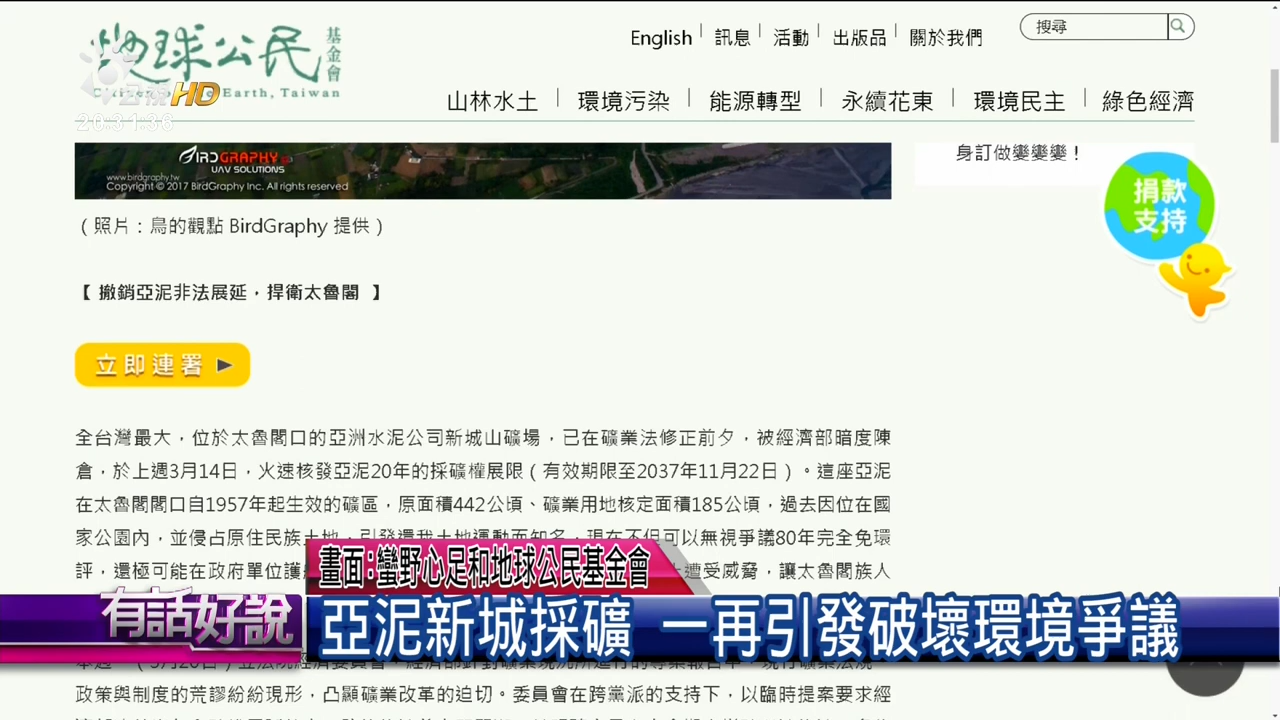 地球公民
基金會
Earth, Taiwan
公視HD
20:31:36
English 訊息 活動 出版品 關於我們
搜尋
山林水土 環境污染 能源轉型 永續花東 環境民主 綠色經濟
BIRDGRAPHY
UAV SOLUTIONS
www.birdgraphy.tw
Copyright © 2017 BirdGraphy Inc. All rights reserved
身訂做孌孌孌！
捐款
支持
（照片：鳥的觀點 BirdGraphy 提供）
【 撤銷亞泥非法展延，捍衛太魯閣 】
立即連署 ►
全台灣最大，位於太魯閣口的亞洲水泥公司新城山礦場，已在礦業法修正前夕，被經濟部暗度陳
倉，於上週3月14日，火速核發亞泥20年的採礦權展限（有效期限至2037年11月22日）。這座亞泥
在太魯閣閣口自1957年起生效的礦區，原面積442公頃、礦業用地核定面積185公頃，過去因位在國
家公園內，並侵占原住民族土地，引發還我土地運動而知名，現在不但可以無視爭議80年完全免環
評，還極可能在政府單位護 遭受威脅，讓太魯閣族人
畫面：蠻野心足和地球公民基金會
有話好說
亞泥新城採礦 一再引發破壞環境爭議
政策與制度的荒謬紛紛現形，凸顯礦業改革的迫切。委員會在跨黨派的支持下，以臨時提案要求經